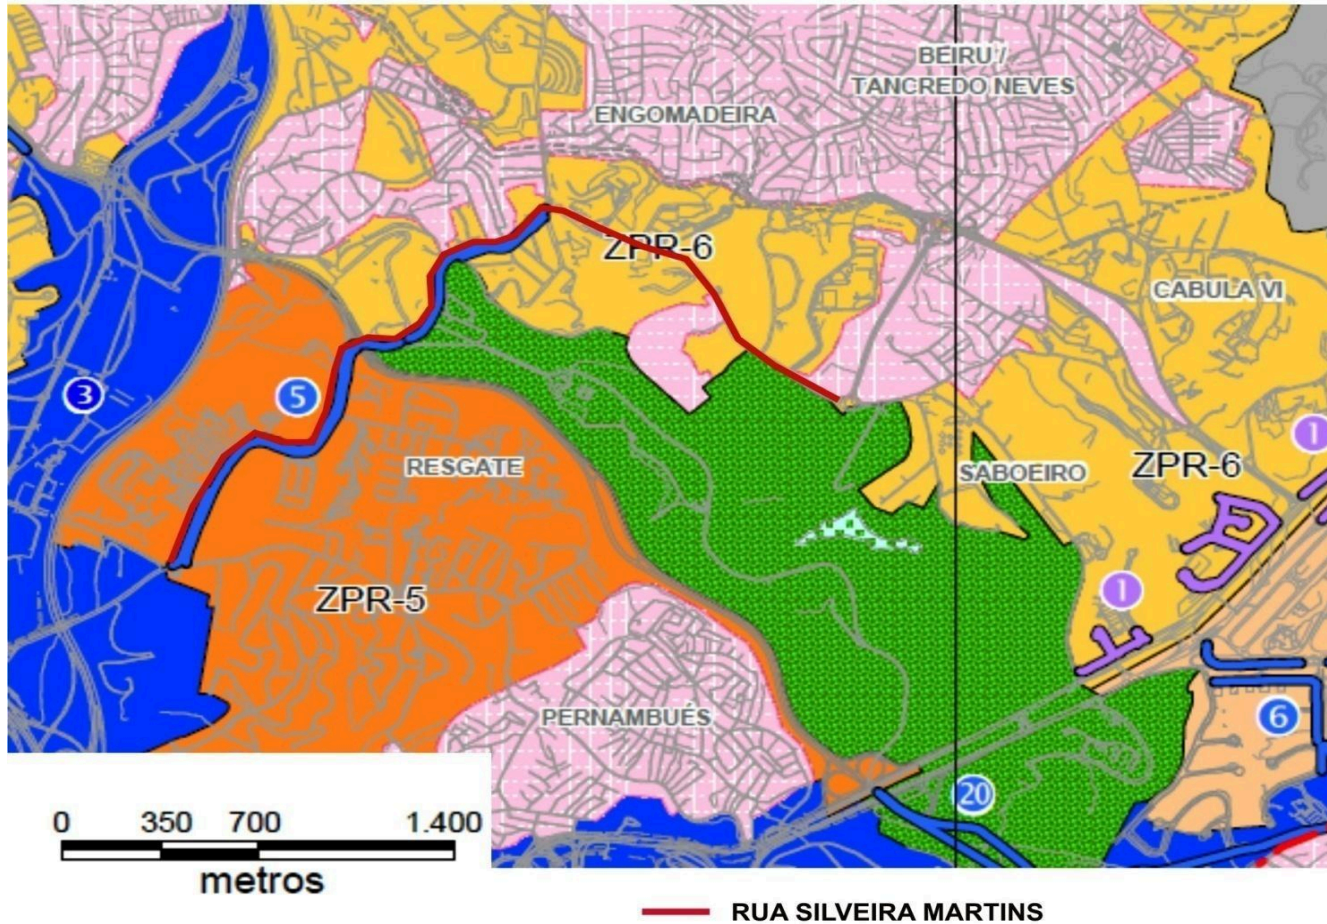 BEIRU /
TANCREDO NEVES
ENGOMADEIRA
ZPR-6
CABULA VI
3
5
1
RESGATE
SABOEIRO
ZPR-6
1
ZPR-5
PERNAMBUÉS
6
20
0 350 700 1.400
metros
RUA SILVEIRA MARTINS